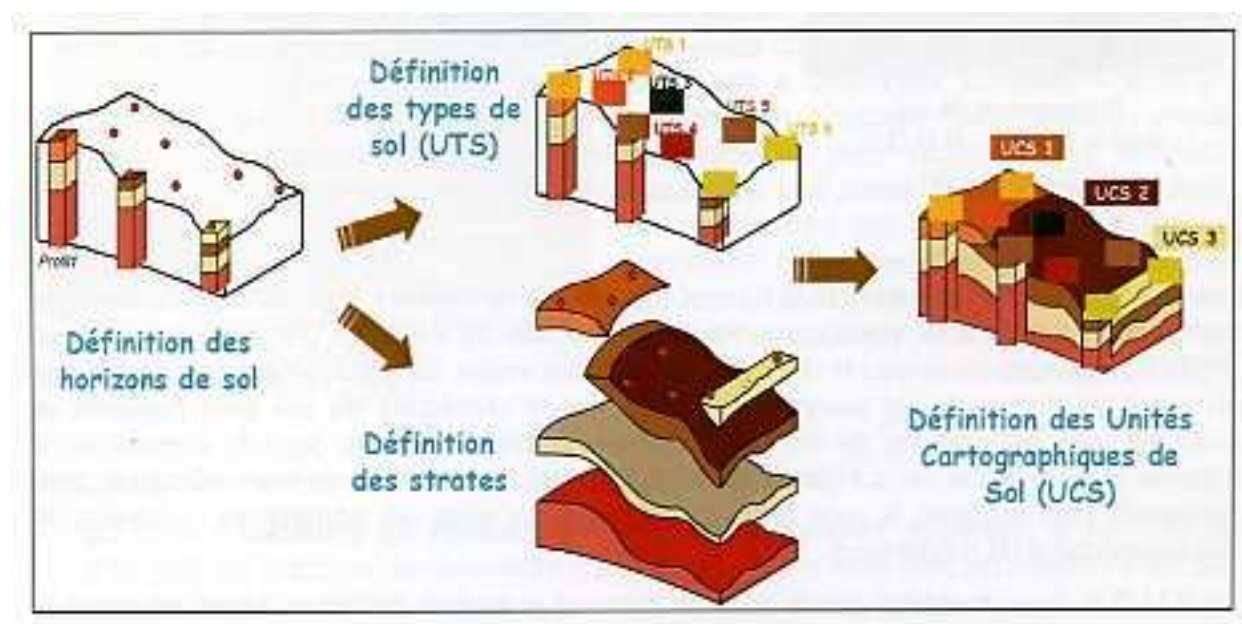 Définition
des types de
sol (UTS)
UTS 1
UTS 5
UTS 6
UCS 1
UCS 2
UCS 3
Profil
Définition des
horizons de sol
Définition
des strates
Définition des Unités
Cartographiques de
Sol (UCS)